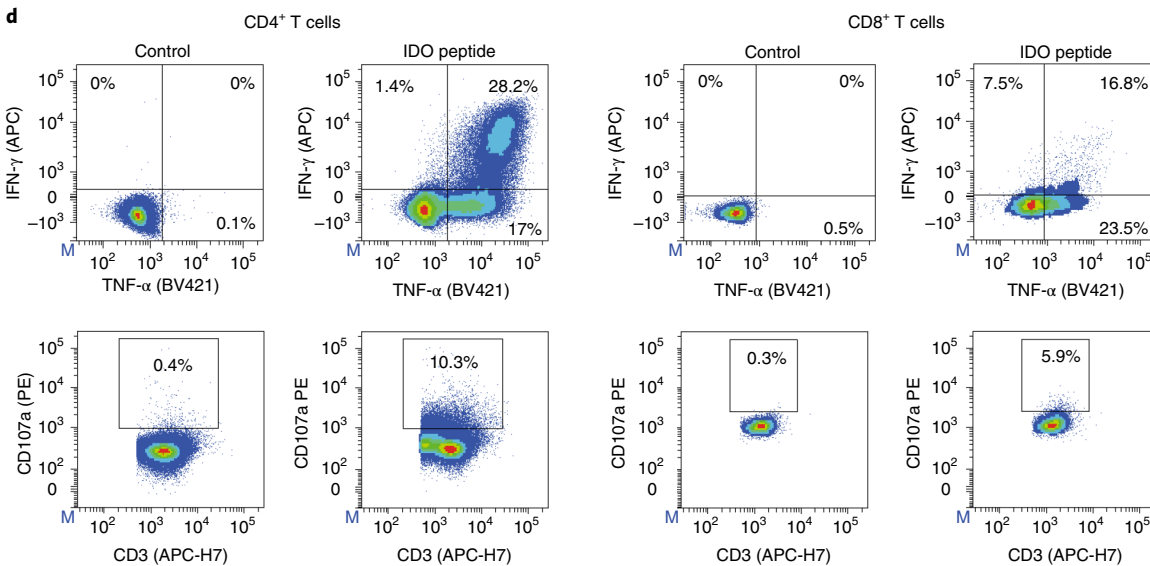 d
CD4⁺ T cells
CD8⁺ T cells
Control
IDO peptide
Control
IDO peptide
IFN-γ (APC)
10⁵
10⁴
10³
0
−10³
0%
0%
0.1%
M
10² 10³ 10⁴ 10⁵
TNF-α (BV421)
IFN-γ (APC)
10⁵
10⁴
10³
0
−10³
1.4%
28.2%
17%
M
10² 10³ 10⁴ 10⁵
TNF-α (BV421)
IFN-γ (APC)
10⁵
10⁴
10³
0
−10³
0%
0%
0.5%
M
10² 10³ 10⁴ 10⁵
TNF-α (BV421)
IFN-γ (APC)
10⁵
10⁴
10³
0
−10³
7.5%
16.8%
23.5%
M
10² 10³ 10⁴ 10⁵
TNF-α (BV421)
CD107a (PE)
10⁵
10⁴
10³
10²
0
0.4%
M
10² 10³ 10⁴ 10⁵
CD3 (APC-H7)
CD107a PE
10⁵
10⁴
10³
10²
0
10.3%
M
10² 10³ 10⁴ 10⁵
CD3 (APC-H7)
CD107a PE
10⁵
10⁴
10³
10²
0
0.3%
M
10² 10³ 10⁴ 10⁵
CD3 (APC-H7)
CD107a PE
10⁵
10⁴
10³
10²
0
5.9%
M
10² 10³ 10⁴ 10⁵
CD3 (APC-H7)